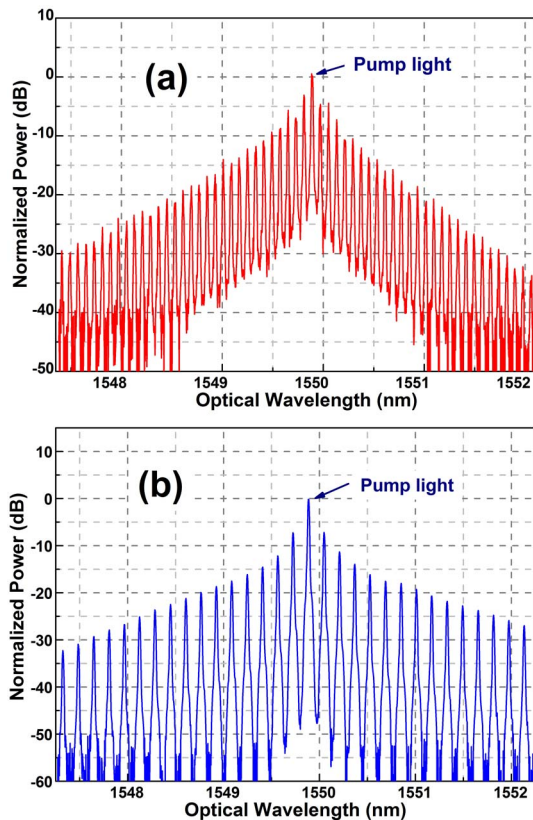 10
(a)
Pump light
0
-10
-20
-30
-40
-50
Normalized Power (dB)
1548 1549 1550 1551 1552
Optical Wavelength (nm)
10
(b)
Pump light
0
-10
-20
-30
-40
-50
-60
Normalized Power (dB)
1548 1549 1550 1551 1552
Optical Wavelength (nm)